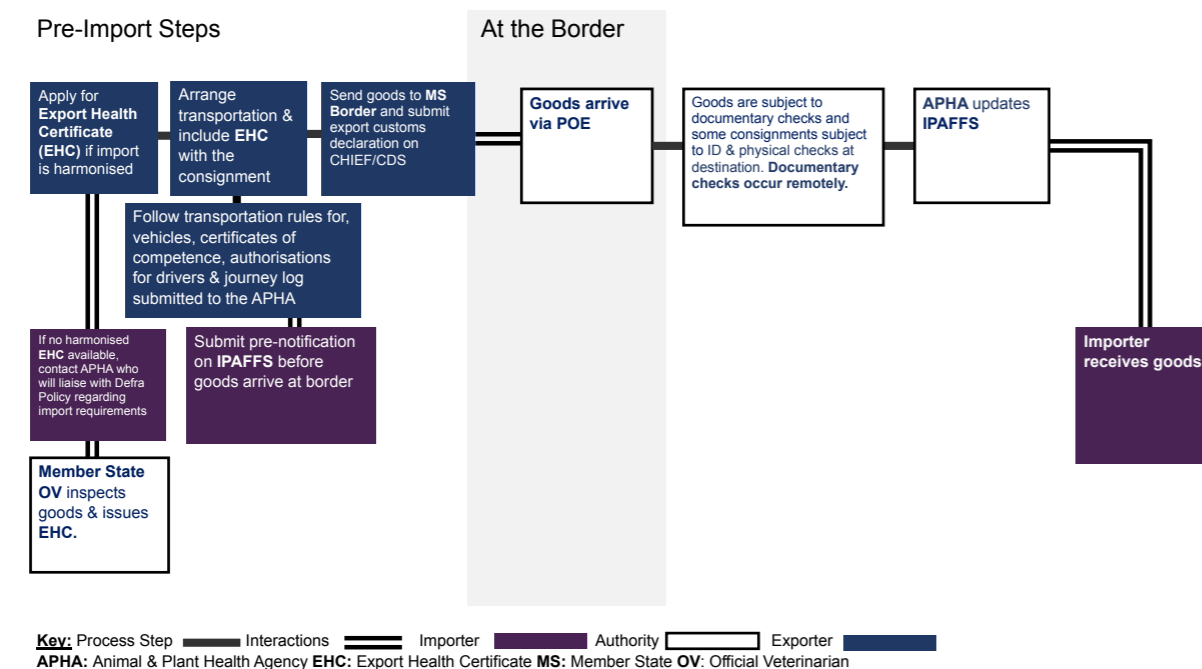 Pre-Import Steps
At the Border
Apply for
Export Health
Certificate
(EHC) if import
is harmonised
Arrange
transportation &
include EHC
with the
consignment
Send goods to MS
Border and submit
export customs
declaration on
CHIEF/CDS
Goods arrive
via POE
Goods are subject to
documentary checks and
some consignments subject
to ID & physical checks at
destination. Documentary
checks occur remotely.
APHA updates
IPAFFS
Follow transportation rules for,
vehicles, certificates of
competence, authorisations
for drivers & journey log
submitted to the APHA
If no harmonised
EHC available,
contact APHA who
will liaise with Defra
Policy regarding
import requirements
Submit pre-notification
on IPAFFS before
goods arrive at border
Importer
receives goods
Member State
OV inspects
goods & issues
EHC.
Key: Process Step Interactions Importer Authority Exporter
APHA: Animal & Plant Health Agency EHC: Export Health Certificate MS: Member State OV: Official Veterinarian